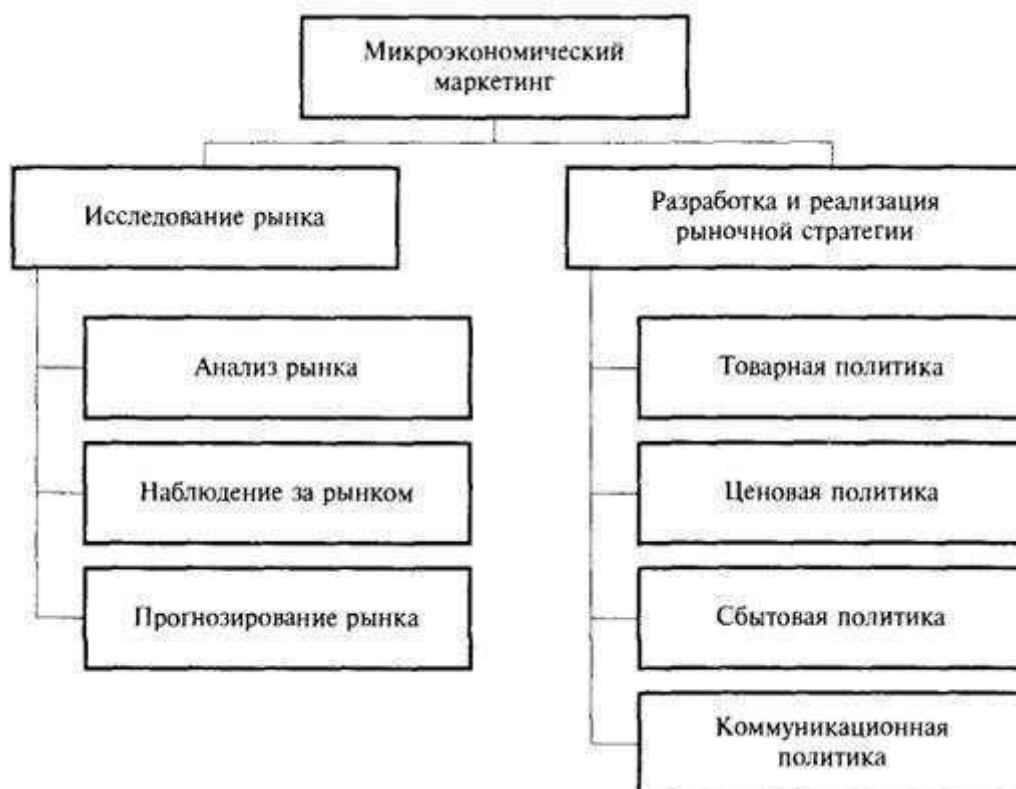 Микроэкономический
маркетинг
Исследование рынка
Анализ рынка
Наблюдение за рынком
Прогнозирование рынка
Разработка и реализация
рыночной стратегии
Товарная политика
Ценовая политика
Сбытовая политика
Коммуникационная
политика